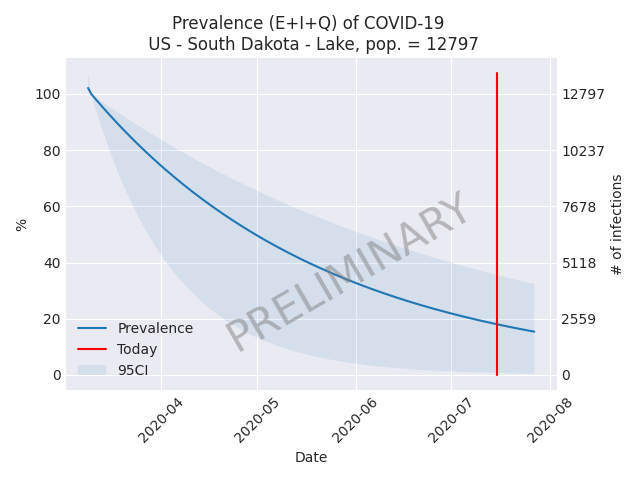 Prevalence (E+I+Q) of COVID-19
US - South Dakota - Lake, pop. = 12797
%
100
80
60
40
20
0
12797
10237
7678
5118
2559
0
# of infections
PRELIMINARY
Prevalence
Today
95CI
2020-04
2020-05
2020-06
2020-07
2020-08
Date